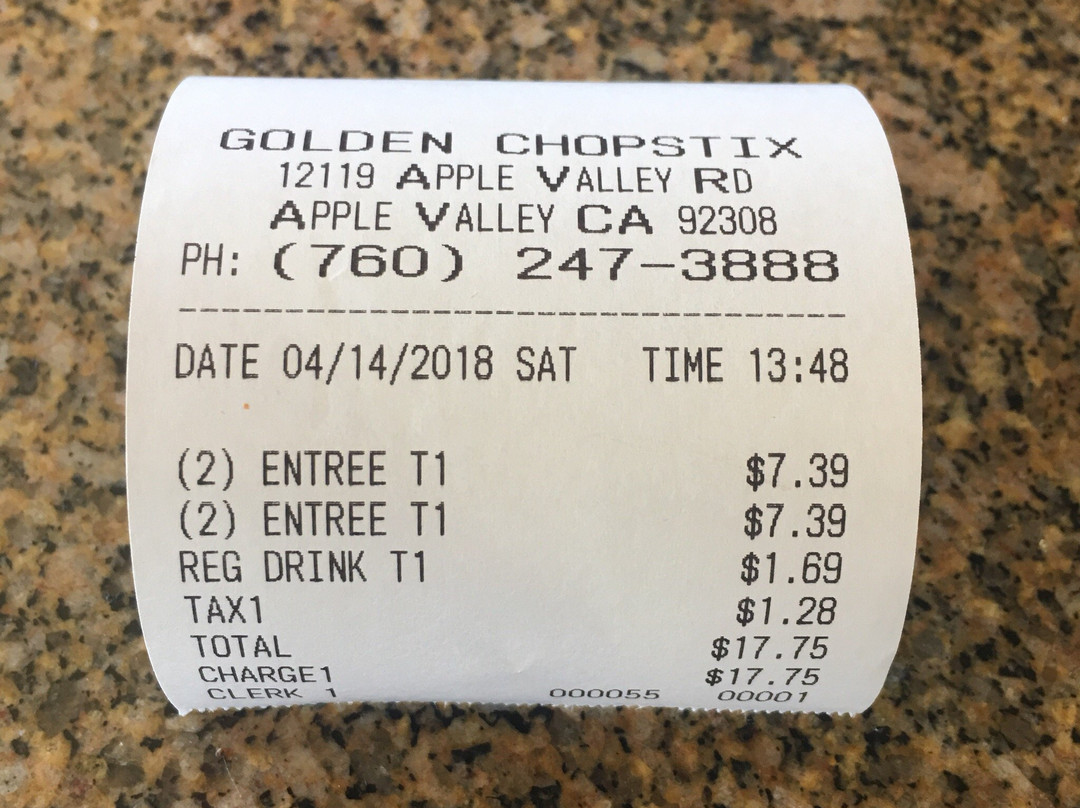 GOLDEN CHOPSTIX
12119 APPLE VALLEY RD
APPLE VALLEY CA 92308
PH: (760) 247-3888
--------------------------------
DATE 04/14/2018 SAT TIME 13:48
(2) ENTREE T1 $7.39
(2) ENTREE T1 $7.39
REG DRINK T1 $1.69
TAX1 $1.28
TOTAL $17.75
CHARGE1 $17.75
CLERK 1 000055 00001